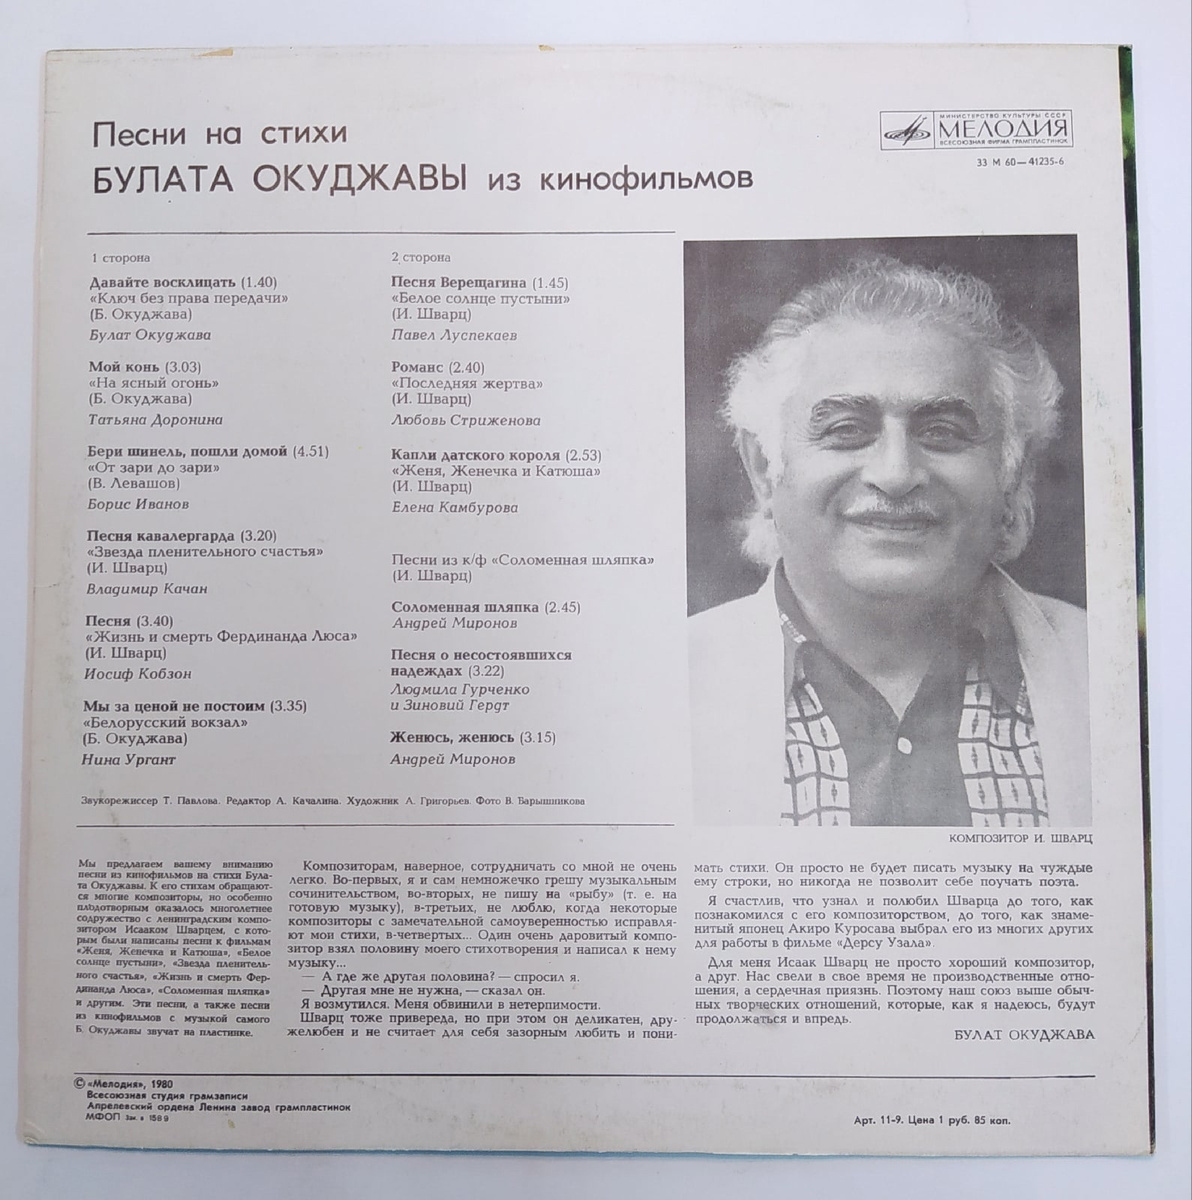 Песни на стихи
БУЛАТА ОКУДЖАВЫ из кинофильмов
МИНИСТЕРСТВО КУЛЬТУРЫ СССР
МЕЛОДИЯ
ВСЕСОЮЗНАЯ ФИРМА ГРАМПЛАСТИНОК
33 М 60—41235-6
1 сторона
Давайте восклицать (1.40)
«Ключ без права передачи»
(Б. Окуджава)
Булат Окуджава
Мой конь (3.03)
«На ясный огонь»
(Б. Окуджава)
Татьяна Доронина
Бери шинель, пошли домой (4.51)
«От зари до зари»
(В. Левашов)
Борис Иванов
Песня кавалергарда (3.20)
«Звезда пленительного счастья»
(И. Шварц)
Владимир Качан
Песня (3.40)
«Жизнь и смерть Фердинанда Люса»
(И. Шварц)
Иосиф Кобзон
Мы за ценой не постоим (3.35)
«Белорусский вокзал»
(Б. Окуджава)
Нина Ургант
2 сторона
Песня Верещагина (1.45)
«Белое солнце пустыни»
(И. Шварц)
Павел Луспекаев
Романс (2.40)
«Последняя жертва»
(И. Шварц)
Любовь Стриженова
Капли датского короля (2.53)
«Женя, Женечка и Катюша»
(И. Шварц)
Елена Камбурова
Песни из к/ф «Соломенная шляпка»
(И. Шварц)
Соломенная шляпка (2.45)
Андрей Миронов
Песня о несостоявшихся
надеждах (3.22)
Людмила Гурченко
и Зиновий Гердт
Женюсь, женюсь (3.15)
Андрей Миронов
Звукорежиссер Т. Павлова. Редактор А. Качалина. Художник А. Григорьев. Фото В. Барышникова
КОМПОЗИТОР И. ШВАРЦ
Мы предлагаем вашему вниманию
песни из кинофильмов на стихи Була-
та Окуджавы. К его стихам обращают-
ся многие композиторы, но особенно
плодотворным оказалось многолетнее
содружество с ленинградским компо-
зитором Исааком Шварцем, с кото-
рым были написаны песни к фильмам
«Женя, Женечка и Катюша», «Белое
солнце пустыни», «Звезда пленитель-
ного счастья», «Жизнь и смерть Фер-
динанда Люса», «Соломенная шляпка»
и другим. Эти песни, а также песни
из кинофильмов с музыкой самого
Б. Окуджавы звучат на пластинке.
Композиторам, наверное, сотрудничать со мной не очень
легко. Во-первых, я и сам немножечко грешу музыкальным
сочинительством, во-вторых, не пишу на «рыбу» (т. е. на
готовую музыку), в-третьих, не люблю, когда некоторые
композиторы с замечательной самоуверенностью исправля-
ют мои стихи, в-четвертых... Один очень даровитый компо-
зитор взял половину моего стихотворения и написал к нему
музыку...
— А где же другая половина? — спросил я.
— Другая мне не нужна, — сказал он.
Я возмутился. Меня обвинили в нетерпимости.
Шварц тоже привереда, но при этом он деликатен, дру-
желюбен и не считает для себя зазорным любить и пони-
мать стихи. Он просто не будет писать музыку на чуждые
ему строки, но никогда не позволит себе поучать поэта.
Я счастлив, что узнал и полюбил Шварца до того, как
познакомился с его композиторством, до того, как знаме-
нитый японец Акиро Куросава выбрал его из многих других
для работы в фильме «Дерсу Узала».
Для меня Исаак Шварц не просто хороший композитор,
а друг. Нас свели в свое время не производственные отно-
шения, а сердечная приязнь. Поэтому наш союз выше обыч-
ных творческих отношений, которые, как я надеюсь, будут
продолжаться и впредь.
БУЛАТ ОКУДЖАВА
© «Мелодия», 1980
Всесоюзная студия грамзаписи
Апрелевский ордена Ленина завод грампластинок
МФОП Зак. в 1589
Арт. 11-9. Цена 1 руб. 85 коп.